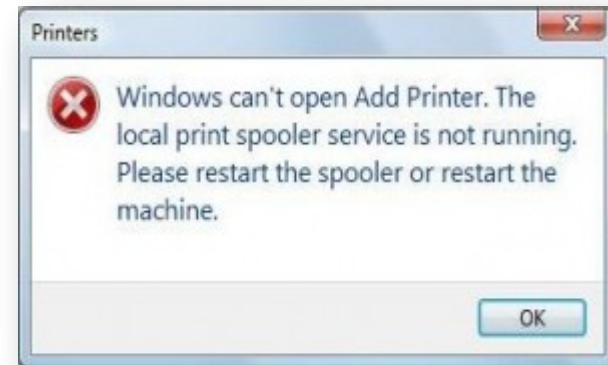 Printers
Windows can't open Add Printer. The
local print spooler service is not running.
Please restart the spooler or restart the
machine.
OK